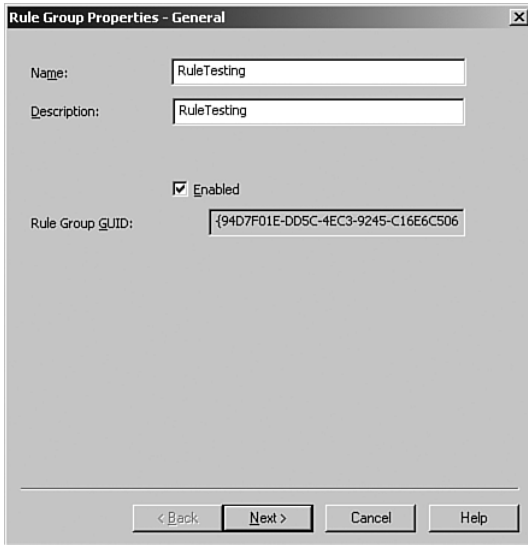 Rule Group Properties - General
Name: RuleTesting
Description: RuleTesting
Enabled
Rule Group GUID: {94D7F01E-DD5C-4EC3-9245-C16E6C506
< Back Next > Cancel Help